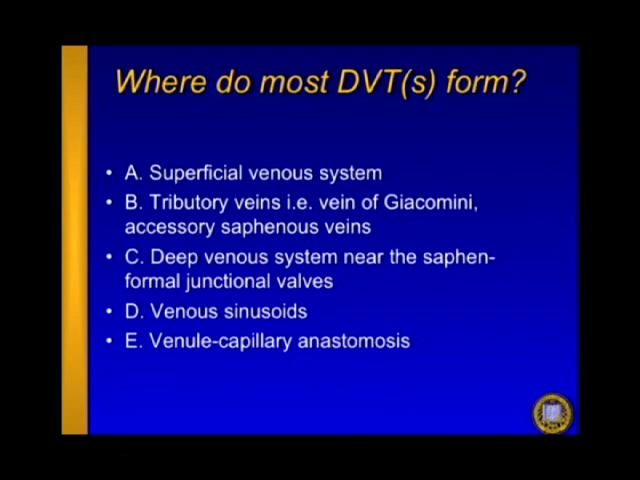 Where do most DVT(s) form?
• A. Superficial venous system
• B. Tributory veins i.e. vein of Giacomini,
accessory saphenous veins
• C. Deep venous system near the saphen-
formal junctional valves
• D. Venous sinusoids
• E. Venule-capillary anastomosis